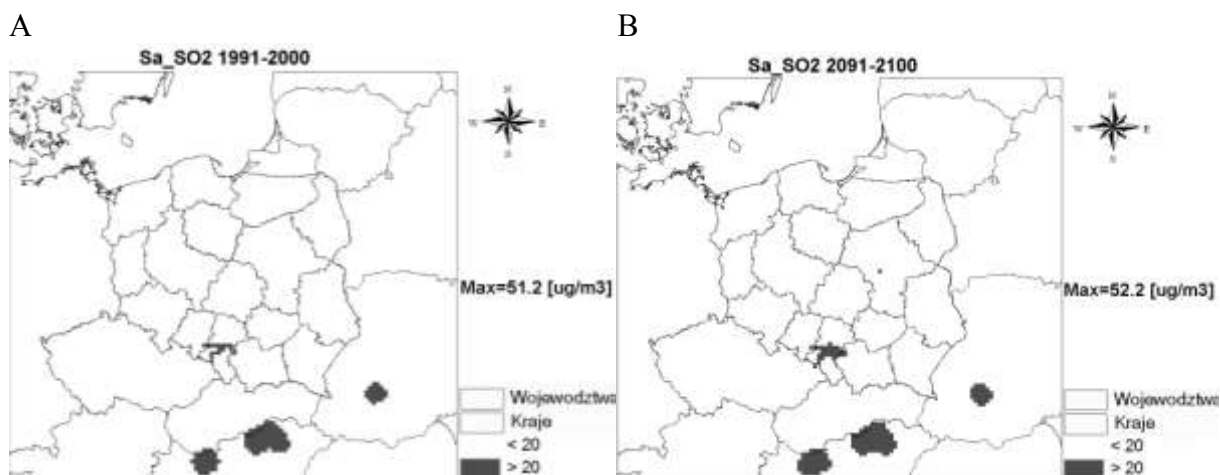 A
B
Sa_SO2 1991-2000
Sa_SO2 2091-2100
N
W E
S
N
W E
S
Max=51.2 [ug/m3]
Max=52.2 [ug/m3]
Wojewodztwa
Kraje
< 20
> 20
Wojewodztwa
Kraje
< 20
> 20